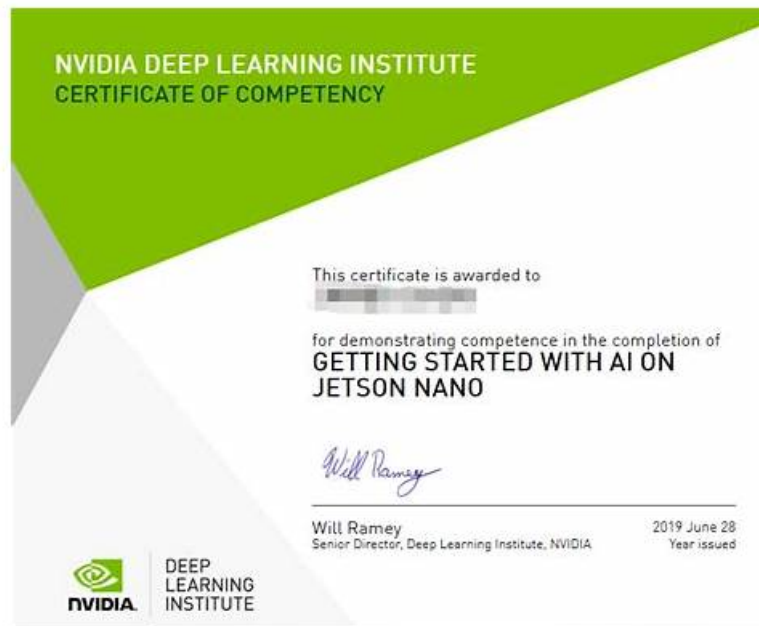 NVIDIA DEEP LEARNING INSTITUTE
CERTIFICATE OF COMPETENCY
This certificate is awarded to
for demonstrating competence in the completion of
GETTING STARTED WITH AI ON
JETSON NANO
Will Ramey
Will Ramey
2019 June 28
Senior Director, Deep Learning Institute, NVIDIA
Year issued
NVIDIA.
DEEP
LEARNING
INSTITUTE